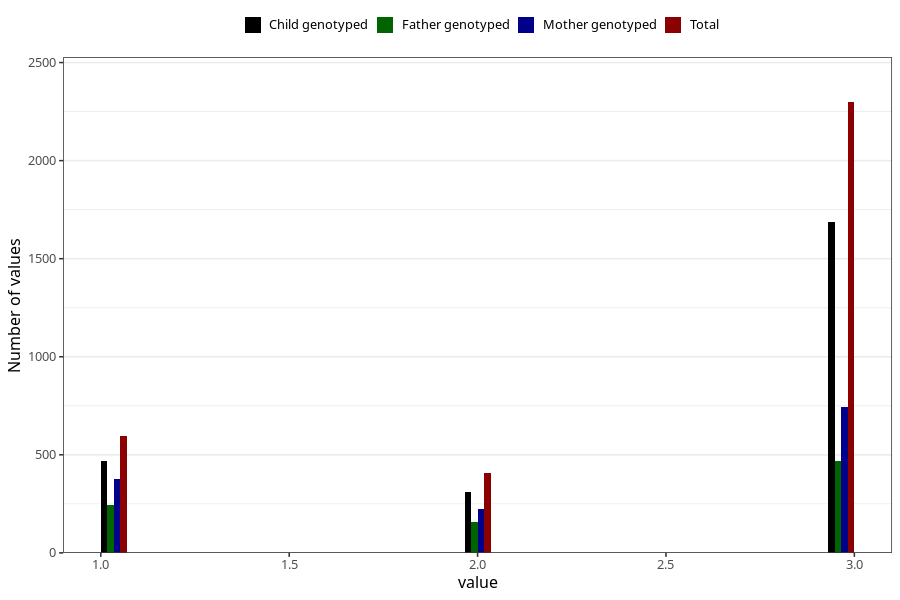 Child genotyped Father genotyped Mother genotyped Total
Number of values
2500
2000
1500
1000
500
0
1.0 1.5 2.0 2.5 3.0
value